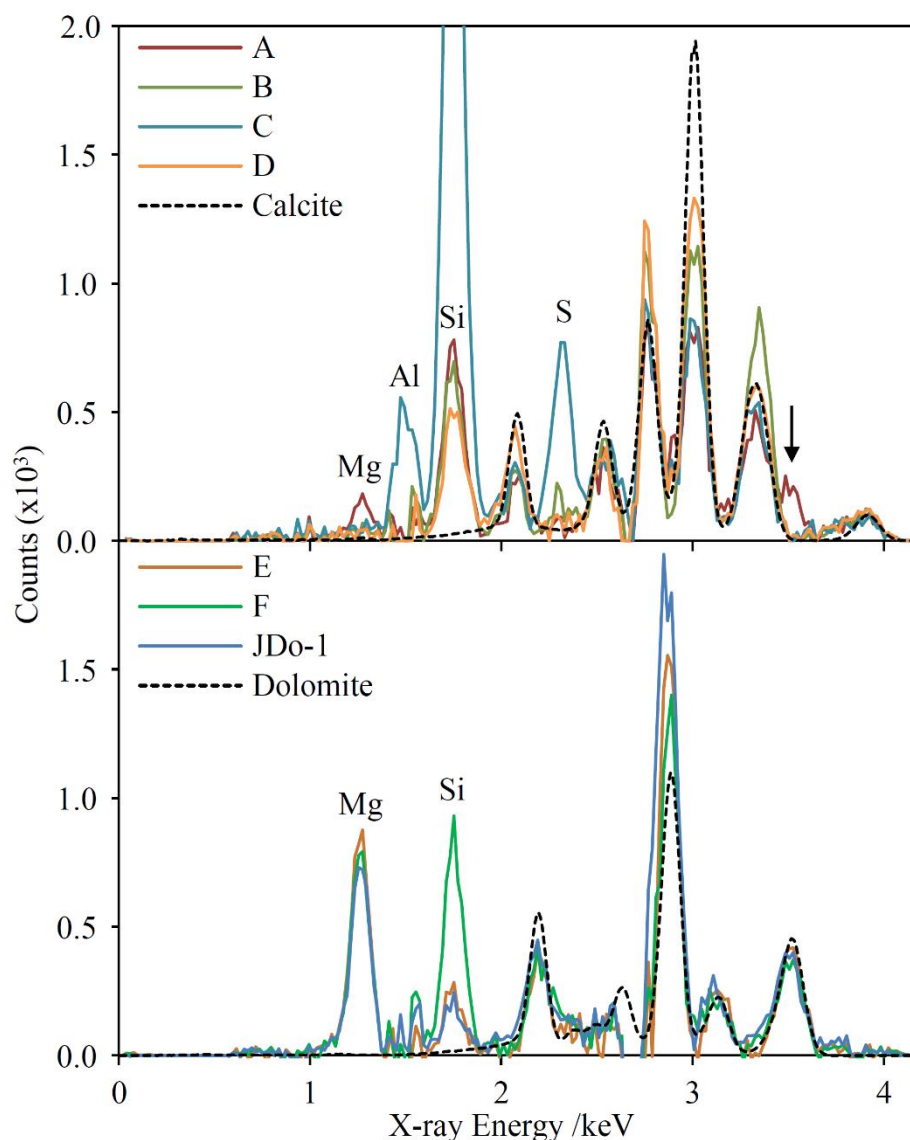 2.0
A
B
C
D
Calcite
1.5
1.0
Si
S
Al
0.5
Mg
0.0
E
F
JDo-1
1.5
Dolomite
1.0
Mg
Si
0.5
0.0
0
1
2
3
4
X-ray Energy /keV
Counts (x10³)